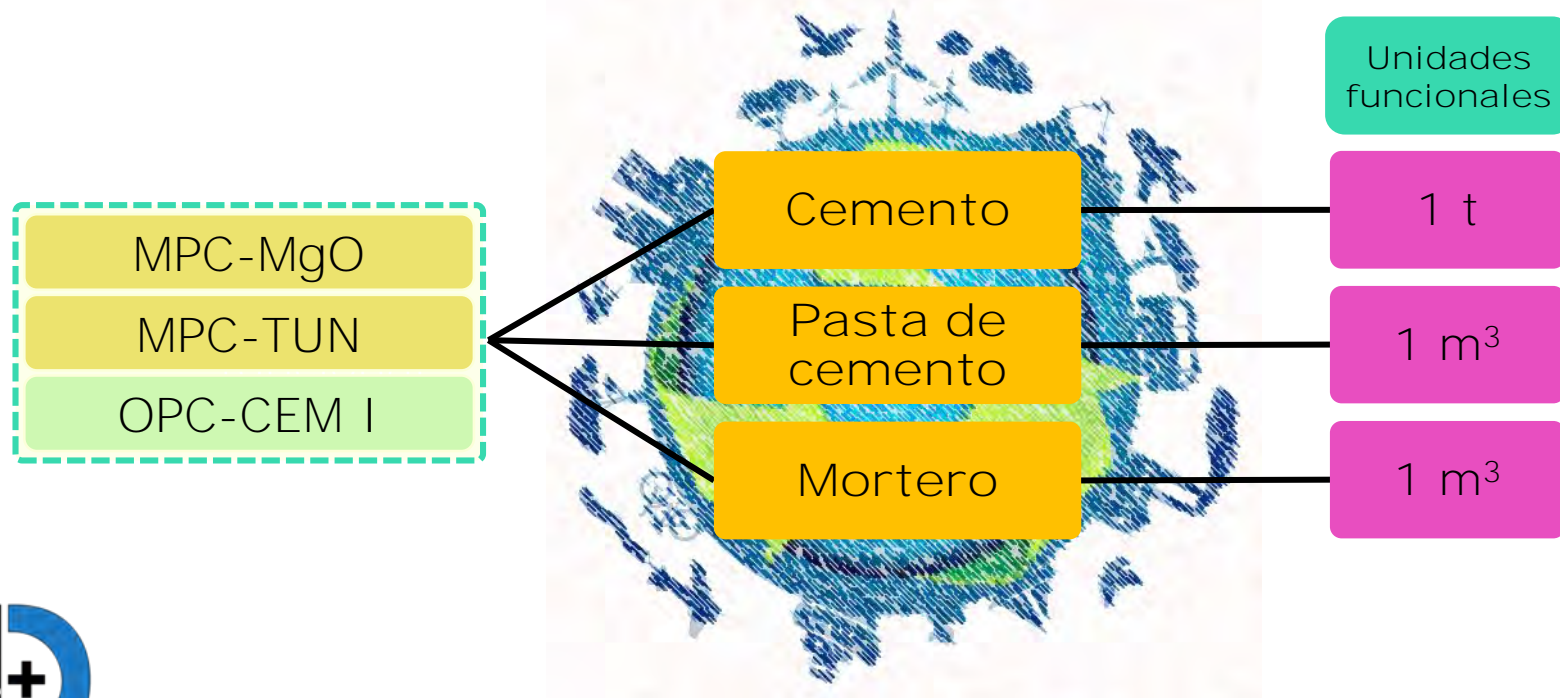 Unidades
funcionales
MPC-MgO
MPC-TUN
OPC-CEM I
Cemento
1 t
Pasta de
cemento
1 m³
Mortero
1 m³
+